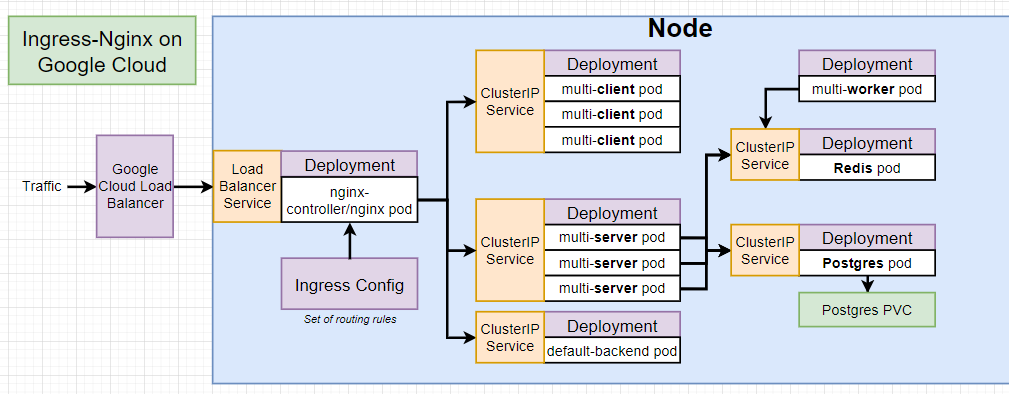 Ingress-Nginx on
Google Cloud
Node
Traffic
Google
Cloud Load
Balancer
Load
Balancer
Service
Deployment
nginx-
controller/nginx pod
Ingress Config
Set of routing rules
ClusterIP
Service
Deployment
multi-client pod
multi-client pod
multi-client pod
ClusterIP
Service
Deployment
multi-server pod
multi-server pod
multi-server pod
ClusterIP
Service
Deployment
default-backend pod
Deployment
multi-worker pod
ClusterIP
Service
Deployment
Redis pod
ClusterIP
Service
Deployment
Postgres pod
Postgres PVC